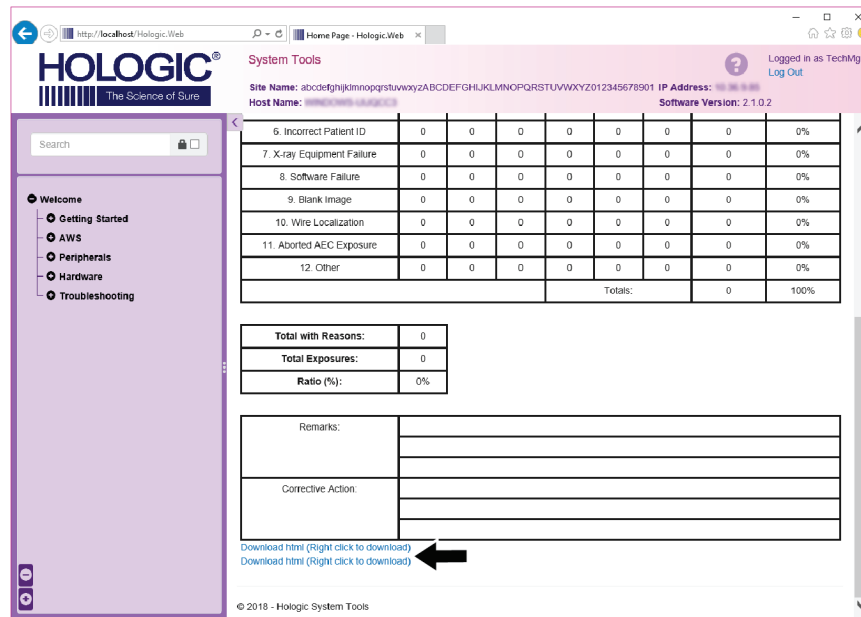 http://localhost/Hologic.Web
Home Page - Hologic.Web
HOLOGIC®
The Science of Sure
System Tools
?
Logged in as TechMg
Log Out
Site Name: abcdefghijklmnopqrstuvwxyzABCDEFGHIJKLMNOPQRSTUVWXYZ012345678901 IP Address:
Host Name:
Software Version: 2.1.0.2
Search
Welcome
Getting Started
AWS
Peripherals
Hardware
Troubleshooting
6. Incorrect Patient ID 0 0 0 0 0 0 0 0%
7. X-ray Equipment Failure 0 0 0 0 0 0 0 0%
8. Software Failure 0 0 0 0 0 0 0 0%
9. Blank Image 0 0 0 0 0 0 0 0%
10. Wire Localization 0 0 0 0 0 0 0 0%
11. Aborted AEC Exposure 0 0 0 0 0 0 0 0%
12. Other 0 0 0 0 0 0 0 0%
Totals: 0 100%
Total with Reasons: 0
Total Exposures: 0
Ratio (%): 0%
Remarks:
Corrective Action:
Download html (Right click to download)
Download html (Right click to download)
© 2018 - Hologic System Tools